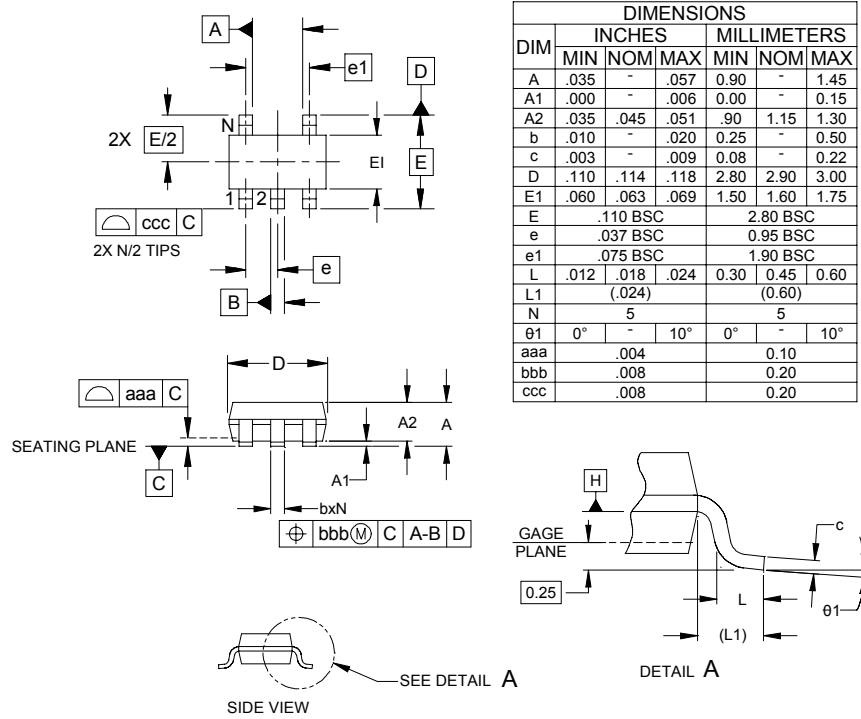 A
e1
D
N
2X E/2
EI
E
1 2
ccc C
2X N/2 TIPS
e
B
D
aaa C
A2 A
SEATING PLANE
C
A1
bxN
bbb M C A-B D
SEE DETAIL A
SIDE VIEW
DIMENSIONS
DIM INCHES MILLIMETERS
MIN NOM MAX MIN NOM MAX
A .035 - .057 0.90 - 1.45
A1 .000 - .006 0.00 - 0.15
A2 .035 .045 .051 .90 1.15 1.30
b .010 - .020 0.25 - 0.50
c .003 - .009 0.08 - 0.22
D .110 .114 .118 2.80 2.90 3.00
E1 .060 .063 .069 1.50 1.60 1.75
E .110 BSC 2.80 BSC
e .037 BSC 0.95 BSC
e1 .075 BSC 1.90 BSC
L .012 .018 .024 0.30 0.45 0.60
L1 (.024) (0.60)
N 5 5
θ1 0° - 10° 0° - 10°
aaa .004 0.10
bbb .008 0.20
ccc .008 0.20
H
c
GAGE
PLANE
0.25
L
θ1
(L1)
DETAIL A